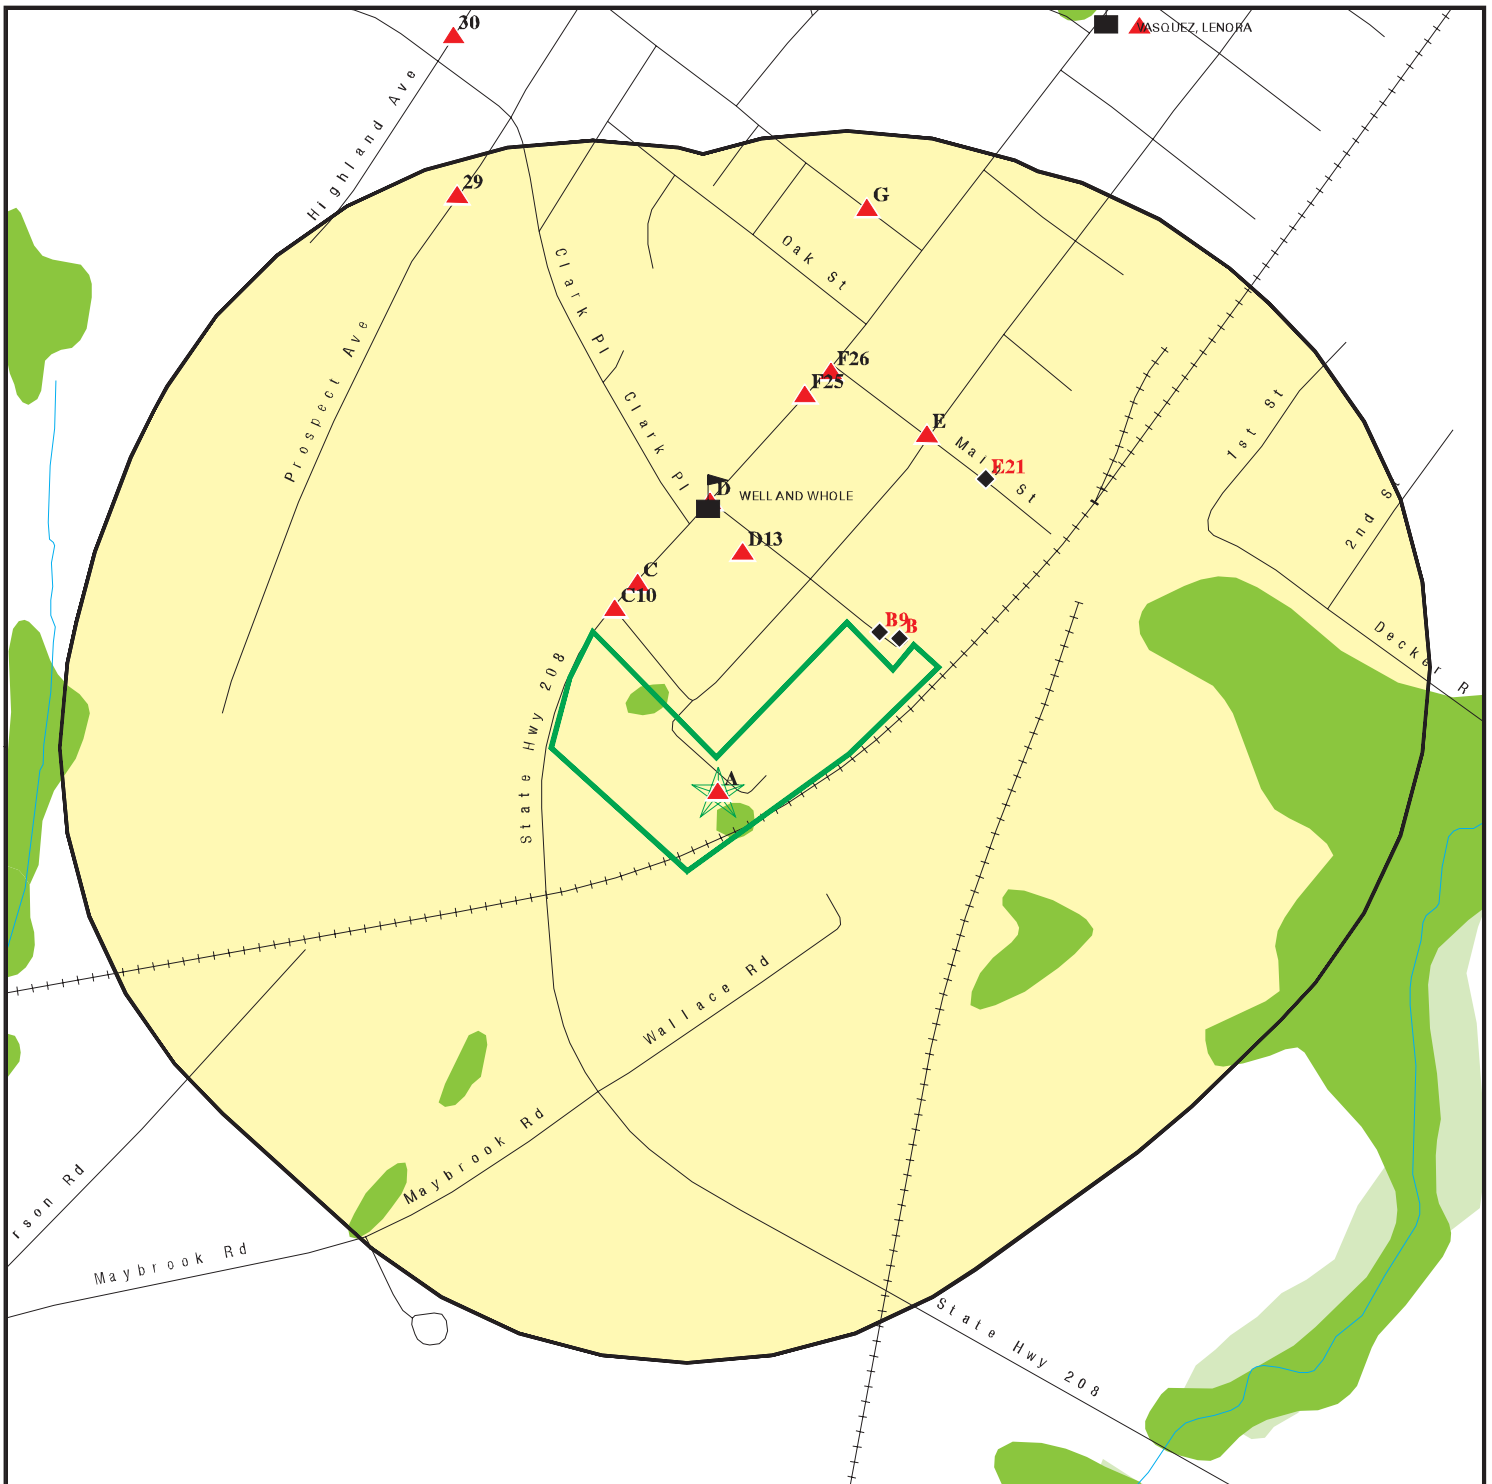 30
VASQUEZ, LENORA
Highland Ave
29
G
Oak St
Clark Pl
Prospect Ave
F26
F25
Clark Pl
1st St
E
Mai St
E21
D
WELL AND WHOLE
2nd S
D13
C
C10
B9
B
Decker R
State Hwy 208
A
Wallace Rd
Maybrook Rd
rson Rd
Maybrook Rd
State Hwy 208